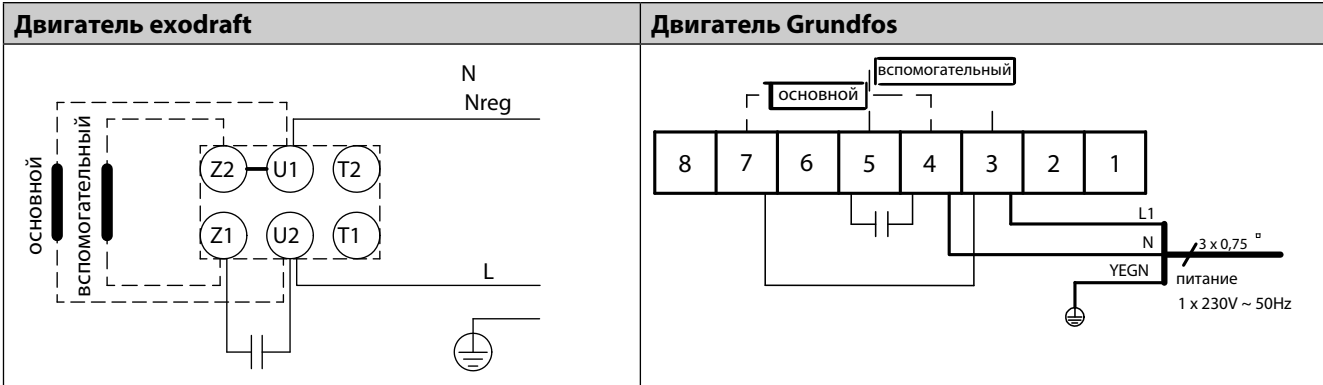 Двигатель exodraft
Двигатель Grundfos
N
Nreg
основной
вспомогательный
Z2
U1
T2
Z1
U2
T1
L
вспомогательный
основной
8 7 6 5 4 3 2 1
L1
N
3 x 0,75 ▫
YEGN
питание
1 x 230V ~ 50Hz